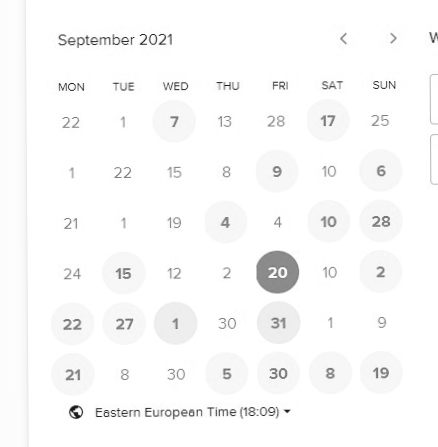 September 2021
W
MON TUE WED THU FRI SAT SUN
22 1 7 13 28 17 25
1 22 15 8 9 10 6
21 1 19 4 4 10 28
24 15 12 2 20 10 2
22 27 1 30 31 1 9
21 8 30 5 30 8 19
Eastern European Time (18:09)